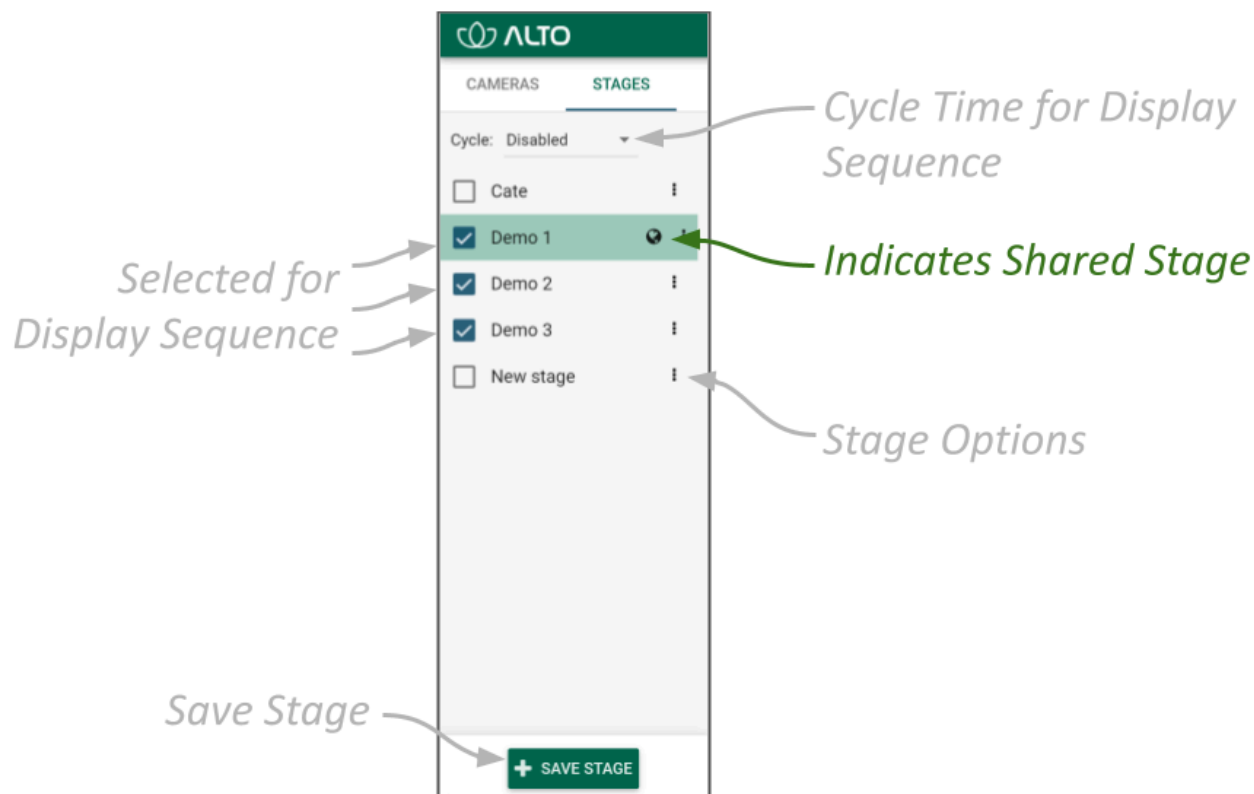 ALTO
CAMERAS STAGES
Cycle Time for Display
Sequence
Cycle: Disabled
Cate
Demo 1
Indicates Shared Stage
Selected for
Display Sequence
Demo 2
Demo 3
New stage
Stage Options
Save Stage
SAVE STAGE